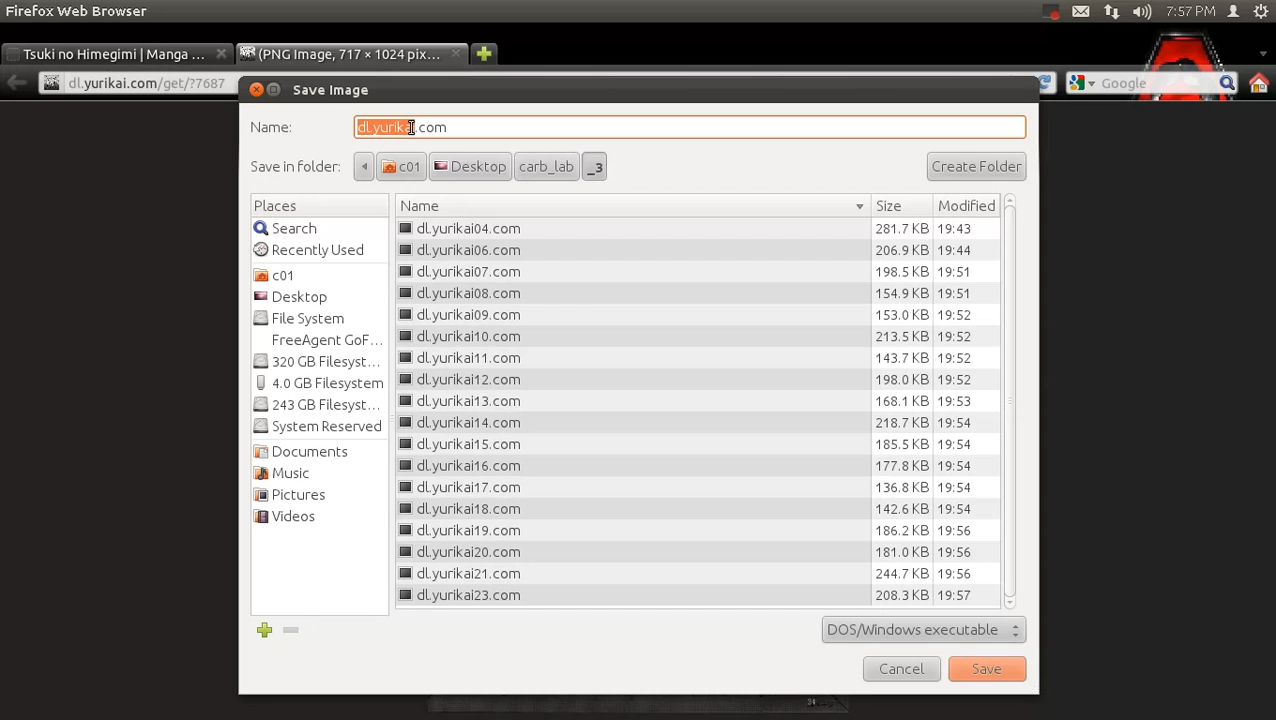 Firefox Web Browser
7:57 PM
Tsuki no Himegimi | Manga ...
(PNG Image, 717 × 1024 pix...
dl.yurikai.com/get/?7687
Google
Save Image
Name:
dl.yurikai.com
Save in folder:
c01
Desktop
carb_lab
_3
Create Folder
Places
Name
Size
Modified
Search
dl.yurikai04.com 281.7 KB 19:43
Recently Used
dl.yurikai06.com 206.9 KB 19:44
c01
dl.yurikai07.com 198.5 KB 19:51
Desktop
dl.yurikai08.com 154.9 KB 19:51
File System
dl.yurikai09.com 153.0 KB 19:52
FreeAgent GoF...
dl.yurikai10.com 213.5 KB 19:52
320 GB Filesyst...
dl.yurikai11.com 143.7 KB 19:52
4.0 GB Filesystem
dl.yurikai12.com 198.0 KB 19:52
243 GB Filesyst...
dl.yurikai13.com 168.1 KB 19:53
System Reserved
dl.yurikai14.com 218.7 KB 19:54
Documents
dl.yurikai15.com 185.5 KB 19:54
Music
dl.yurikai16.com 177.8 KB 19:54
Pictures
dl.yurikai17.com 136.8 KB 19:54
Videos
dl.yurikai18.com 142.6 KB 19:54
dl.yurikai19.com 186.2 KB 19:56
dl.yurikai20.com 181.0 KB 19:56
dl.yurikai21.com 244.7 KB 19:56
dl.yurikai23.com 208.3 KB 19:57
DOS/Windows executable
Cancel
Save